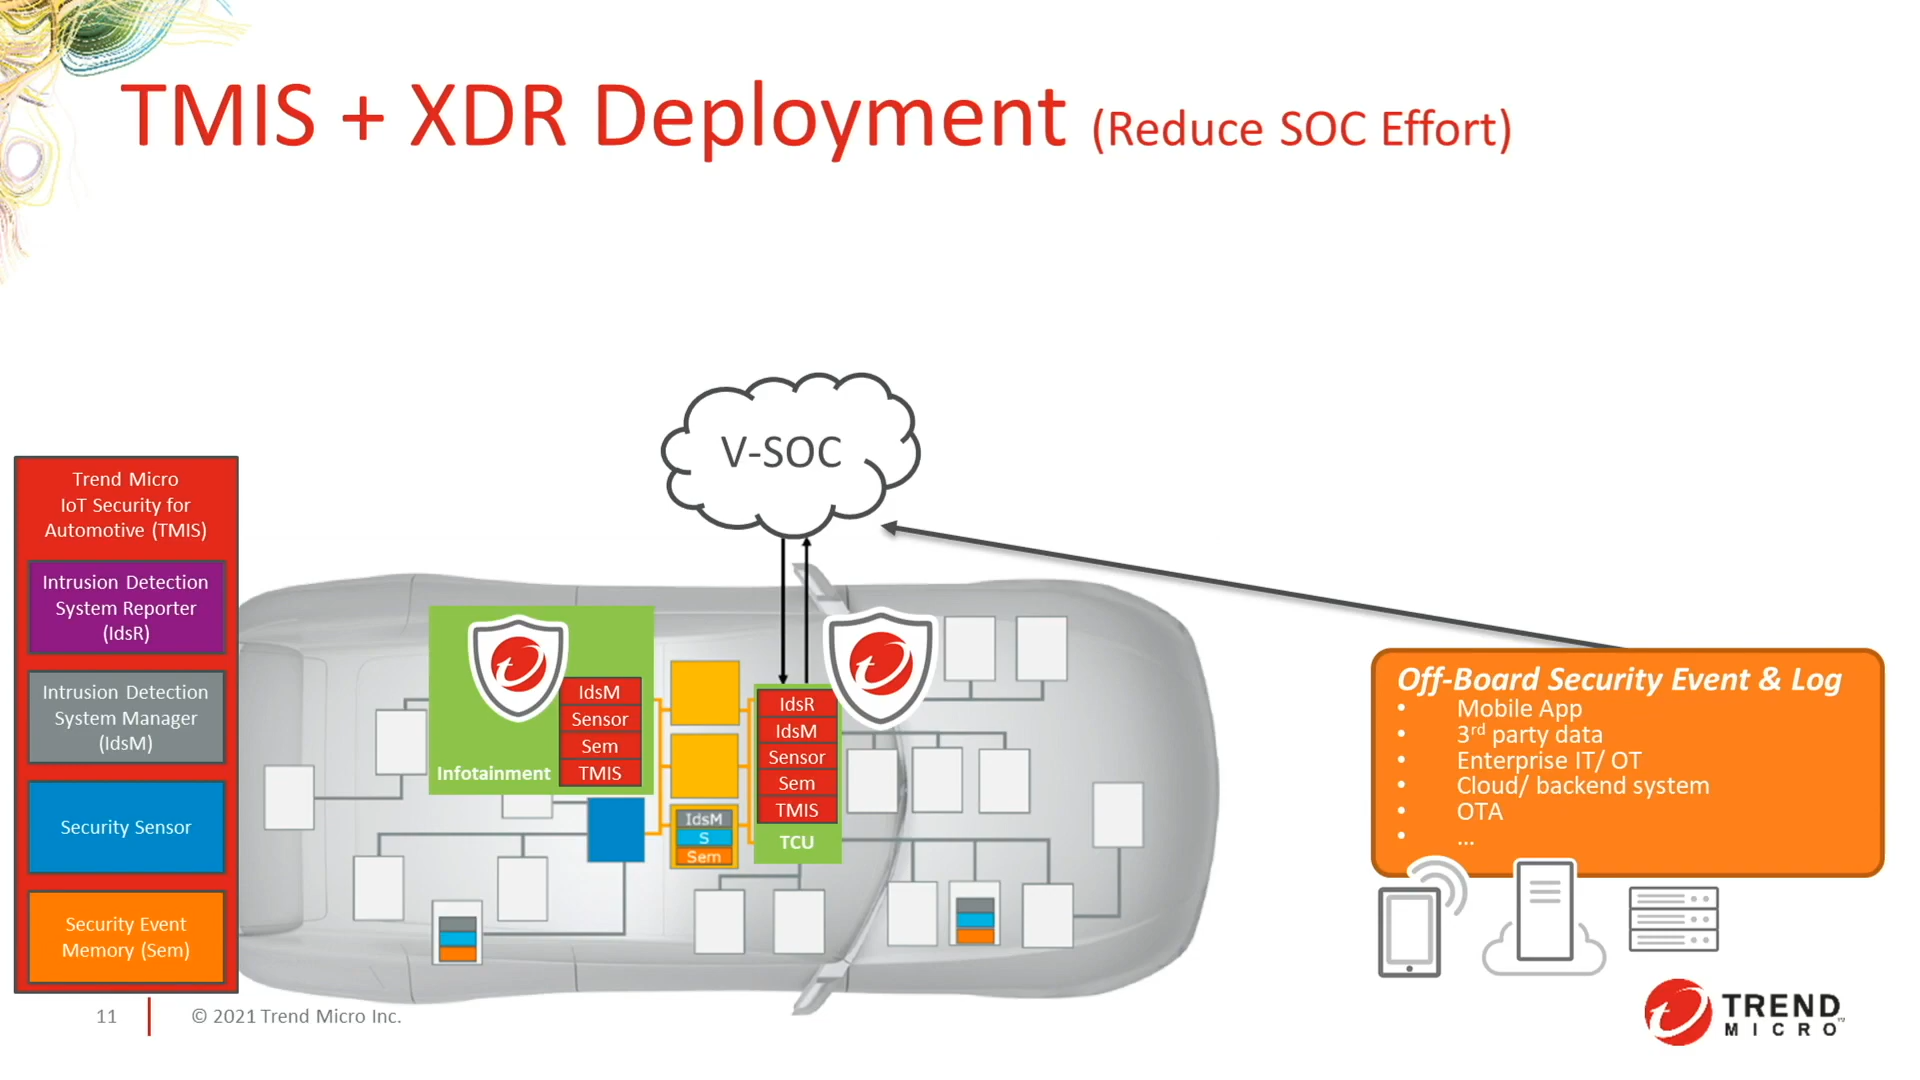 TMIS + XDR Deployment (Reduce SOC Effort)
V-SOC
Trend Micro
IoT Security for
Automotive (TMIS)
Intrusion Detection
System Reporter
(IdsR)
Intrusion Detection
System Manager
(IdsM)
Security Sensor
Security Event
Memory (Sem)
Infotainment
IdsM
Sensor
Sem
TMIS
IdsM
S
Sem
IdsR
IdsM
Sensor
Sem
TMIS
TCU
Off-Board Security Event & Log
• Mobile App
• 3rd party data
• Enterprise IT/ OT
• Cloud/ backend system
• OTA
• ...
11
© 2021 Trend Micro Inc.
TREND
MICRO™